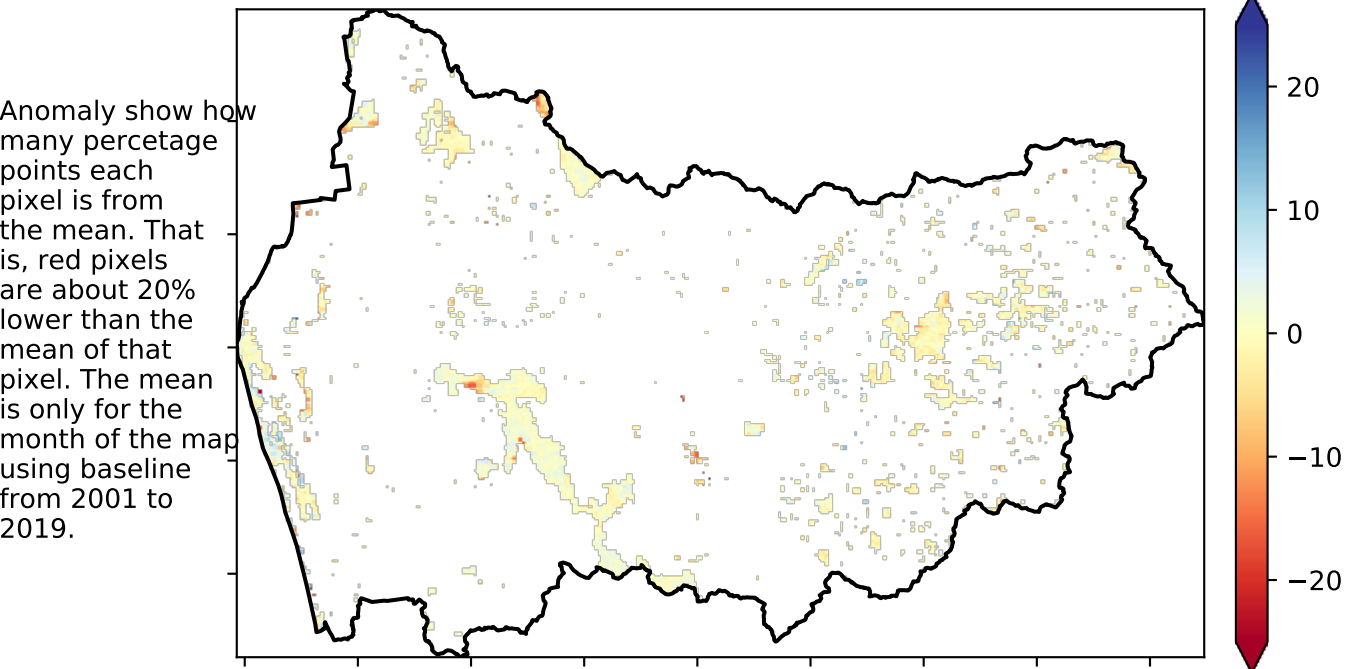 Anomaly show how
many percetage
points each
pixel is from
the mean. That
is, red pixels
are about 20%
lower than the
mean of that
pixel. The mean
is only for the
month of the map
using baseline
from 2001 to
2019.
20
10
0
−10
−20